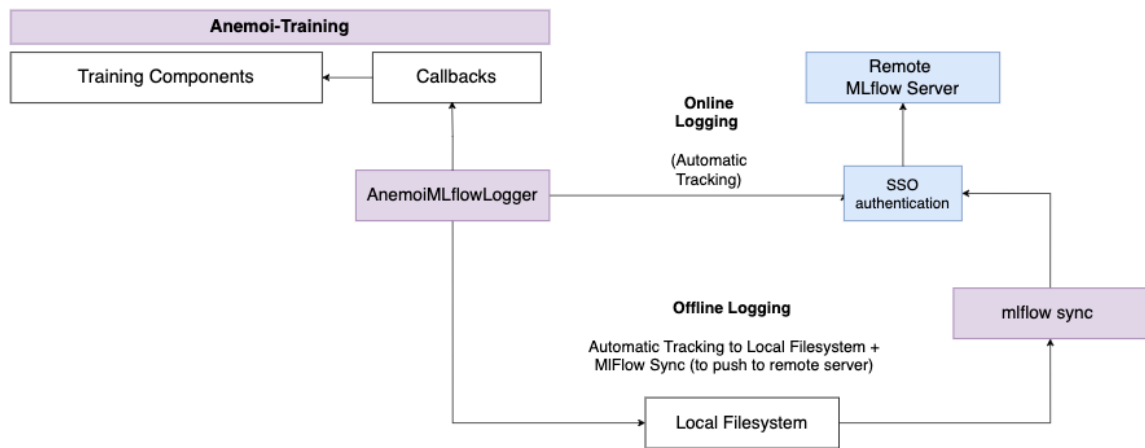 Anemoi-Training
Training Components
Callbacks
Remote
MLflow Server
Online
Logging
(Automatic
Tracking)
AnemoiMLflowLogger
SSO
authentication
Offline Logging
Automatic Tracking to Local Filesystem +
MlFlow Sync (to push to remote server)
mlflow sync
Local Filesystem